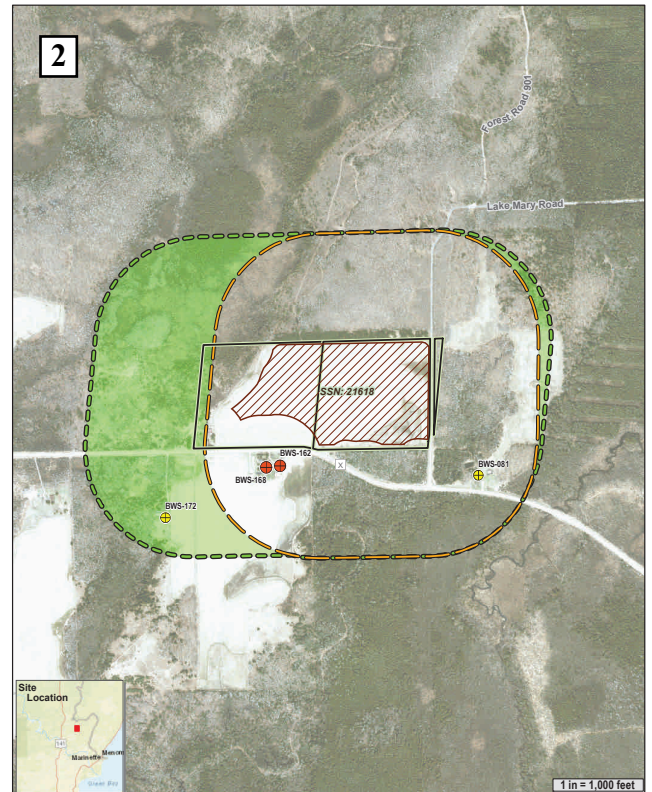 2
Forest Road 901
Lake Mary Road
SSN: 21618
BWS-162
BWS-168
X
BWS-081
BWS-172
Site
Location
141
Marinette
Menom
Green Bay
1 in = 1,000 feet